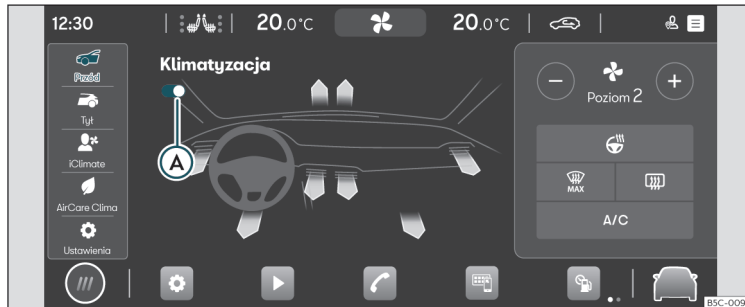 12:30
20.0°C
20.0°C
Przód
Tył
iClimate
AirCare Clima
Ustawienia
Klimatyzacja
A
Poziom 2
MAX
A/C
B5C-009